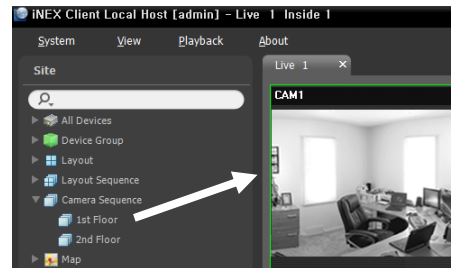 iNEX Client Local Host [admin] - Live 1 Inside 1
System View Playback About
Site
Live 1 X
All Devices
CAM1
Device Group
Layout
Layout Sequence
Camera Sequence
1st Floor
2nd Floor
Map